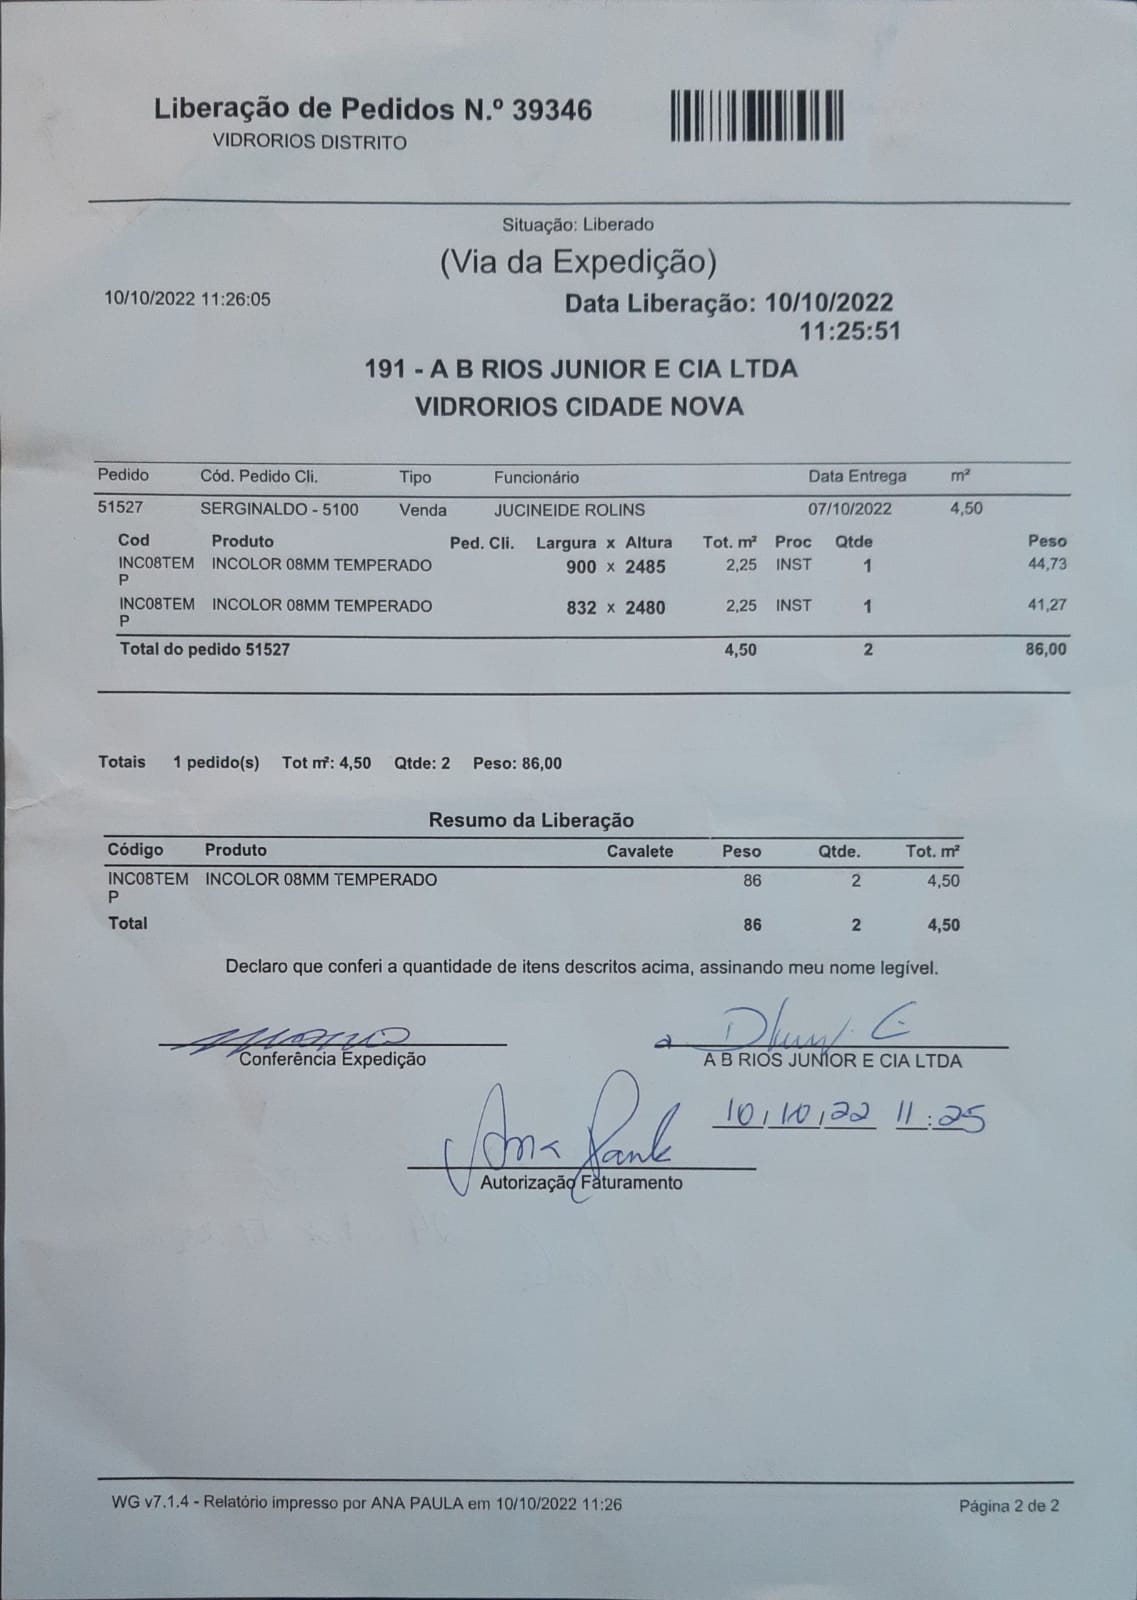 Liberação de Pedidos N.º 39346
VIDRORIOS DISTRITO
Situação: Liberado
(Via da Expedição)
10/10/2022 11:26:05
Data Liberação: 10/10/2022
11:25:51
191 - A B RIOS JUNIOR E CIA LTDA
VIDRORIOS CIDADE NOVA
Pedido Cód. Pedido Cli. Tipo Funcionário Data Entrega m²
51527 SERGINALDO - 5100 Venda JUCINEIDE ROLINS 07/10/2022 4,50
Cod Produto Ped. Cli. Largura x Altura Tot. m² Proc Qtde Peso
INC08TEM INCOLOR 08MM TEMPERADO 900 x 2485 2,25 INST 1 44,73
P
INC08TEM INCOLOR 08MM TEMPERADO 832 x 2480 2,25 INST 1 41,27
P
Total do pedido 51527 4,50 2 86,00
Totais 1 pedido(s) Tot m²: 4,50 Qtde: 2 Peso: 86,00
Resumo da Liberação
Código Produto Cavalete Peso Qtde. Tot. m²
INC08TEM INCOLOR 08MM TEMPERADO 86 2 4,50
P
Total 86 2 4,50
Declaro que conferi a quantidade de itens descritos acima, assinando meu nome legível.
Conferência Expedição
A B RIOS JUNIOR E CIA LTDA
10/10/22 11:25
Ana
Autorização Faturamento
WG v7.1.4 - Relatório impresso por ANA PAULA em 10/10/2022 11:26
Página 2 de 2